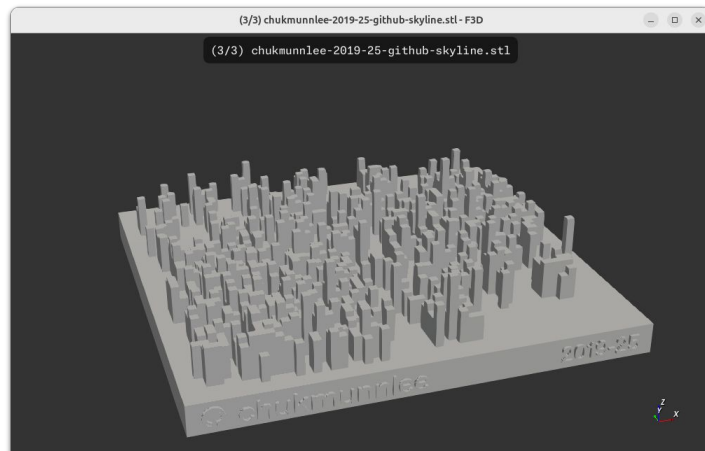 (3/3) chukmunnlee-2019-25-github-skyline.stl - F3D
(3/3) chukmunnlee-2019-25-github-skyline.stl
chukmunnlee
2019-25
Z
Y
X